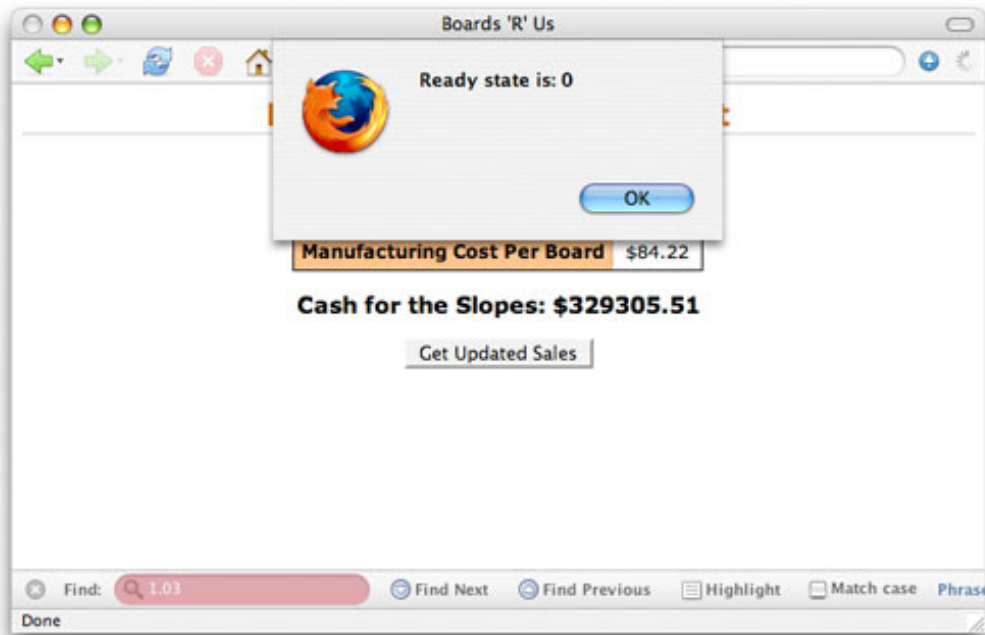 Boards 'R' Us
Ready state is: 0
OK
Manufacturing Cost Per Board $84.22
Cash for the Slopes: $329305.51
Get Updated Sales
Find: 1.03 Find Next Find Previous Highlight Match case Phrase
Done